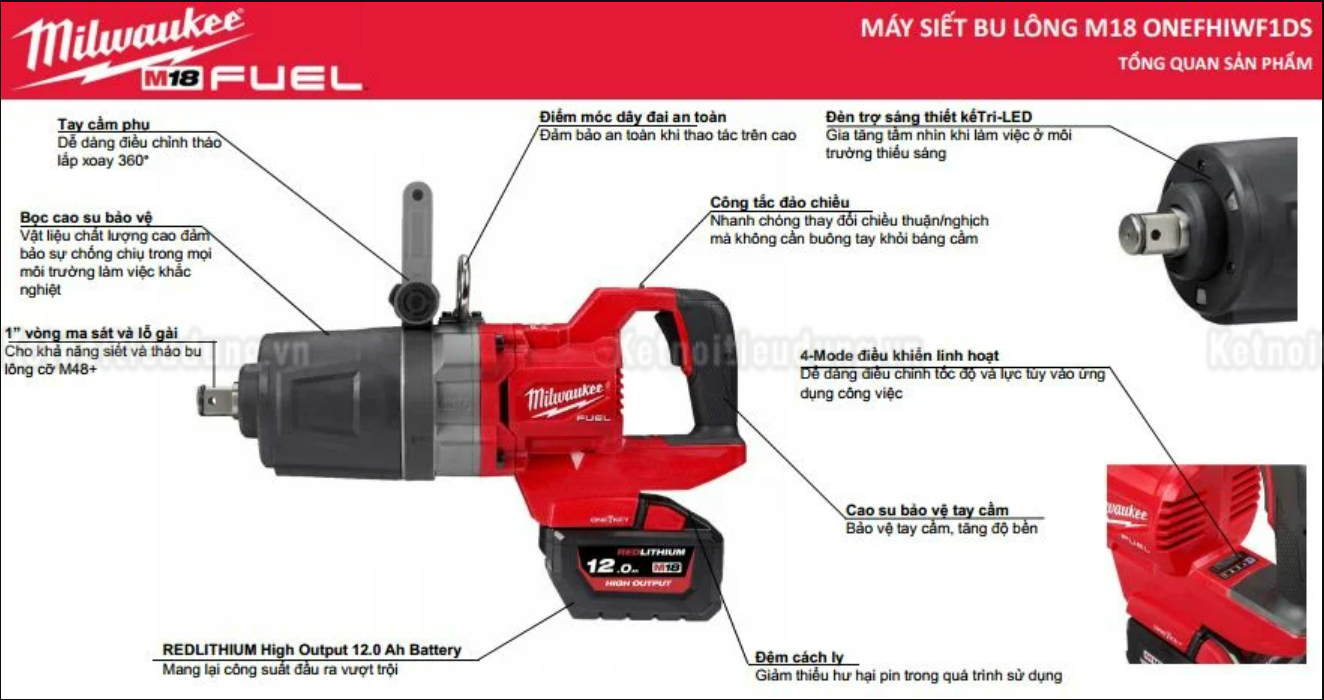 Milwaukee
M18 FUEL
MÁY SIẾT BU LÔNG M18 ONEFHIWF1DS
TỔNG QUAN SẢN PHẨM
Tay cầm phụ
Dễ dàng điều chỉnh tháo
lắp xoay 360°
Điểm móc dây đai an toàn
Đảm bảo an toàn khi thao tác trên cao
Đèn trợ sáng thiết kếTri-LED
Gia tăng tầm nhìn khi làm việc ở môi
trường thiếu sáng
Bọc cao su bảo vệ
Vật liệu chất lượng cao đảm
bảo sự chống chịu trong mọi
môi trường làm việc khắc
nghiệt
Công tắc đảo chiều
Nhanh chóng thay đổi chiều thuận/nghịch
mà không cần buông tay khỏi báng cầm
1” vòng ma sát và lỗ gài
Cho khả năng siết và tháo bu
lông cỡ M48+
4-Mode điều khiển linh hoạt
Dễ dàng điều chỉnh tốc độ và lực tùy vào ứng
dụng công việc
Milwaukee
FUEL
Cao su bảo vệ tay cầm
Bảo vệ tay cầm, tăng độ bền
waukee
FUEL
ONE KEY
REDLITHIUM
12.0 M18
HIGH OUTPUT
ONE KEY
M18
REDLITHIUM High Output 12.0 Ah Battery
Mang lại công suất đầu ra vượt trội
Đệm cách ly
Giảm thiểu hư hại pin trong quá trình sử dụng
Ketnoitieudung.vn
Ketnoi